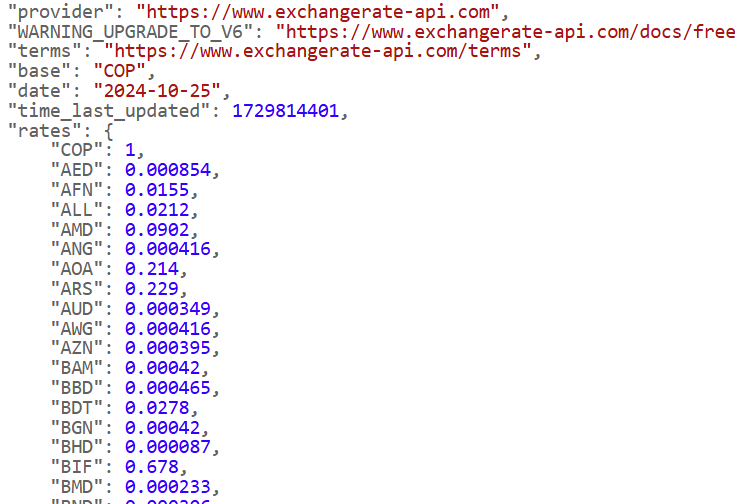 "provider": "https://www.exchangerate-api.com",
"WARNING_UPGRADE_TO_V6": "https://www.exchangerate-api.com/docs/free
"terms": "https://www.exchangerate-api.com/terms",
"base": "COP",
"date": "2024-10-25",
"time_last_updated": 1729814401,
"rates": {
"COP": 1,
"AED": 0.000854,
"AFN": 0.0155,
"ALL": 0.0212,
"AMD": 0.0902,
"ANG": 0.000416,
"AOA": 0.214,
"ARS": 0.229,
"AUD": 0.000349,
"AWG": 0.000416,
"AZN": 0.000395,
"BAM": 0.00042,
"BBD": 0.000465,
"BDT": 0.0278,
"BGN": 0.00042,
"BHD": 0.000087,
"BIF": 0.678,
"BMD": 0.000233,